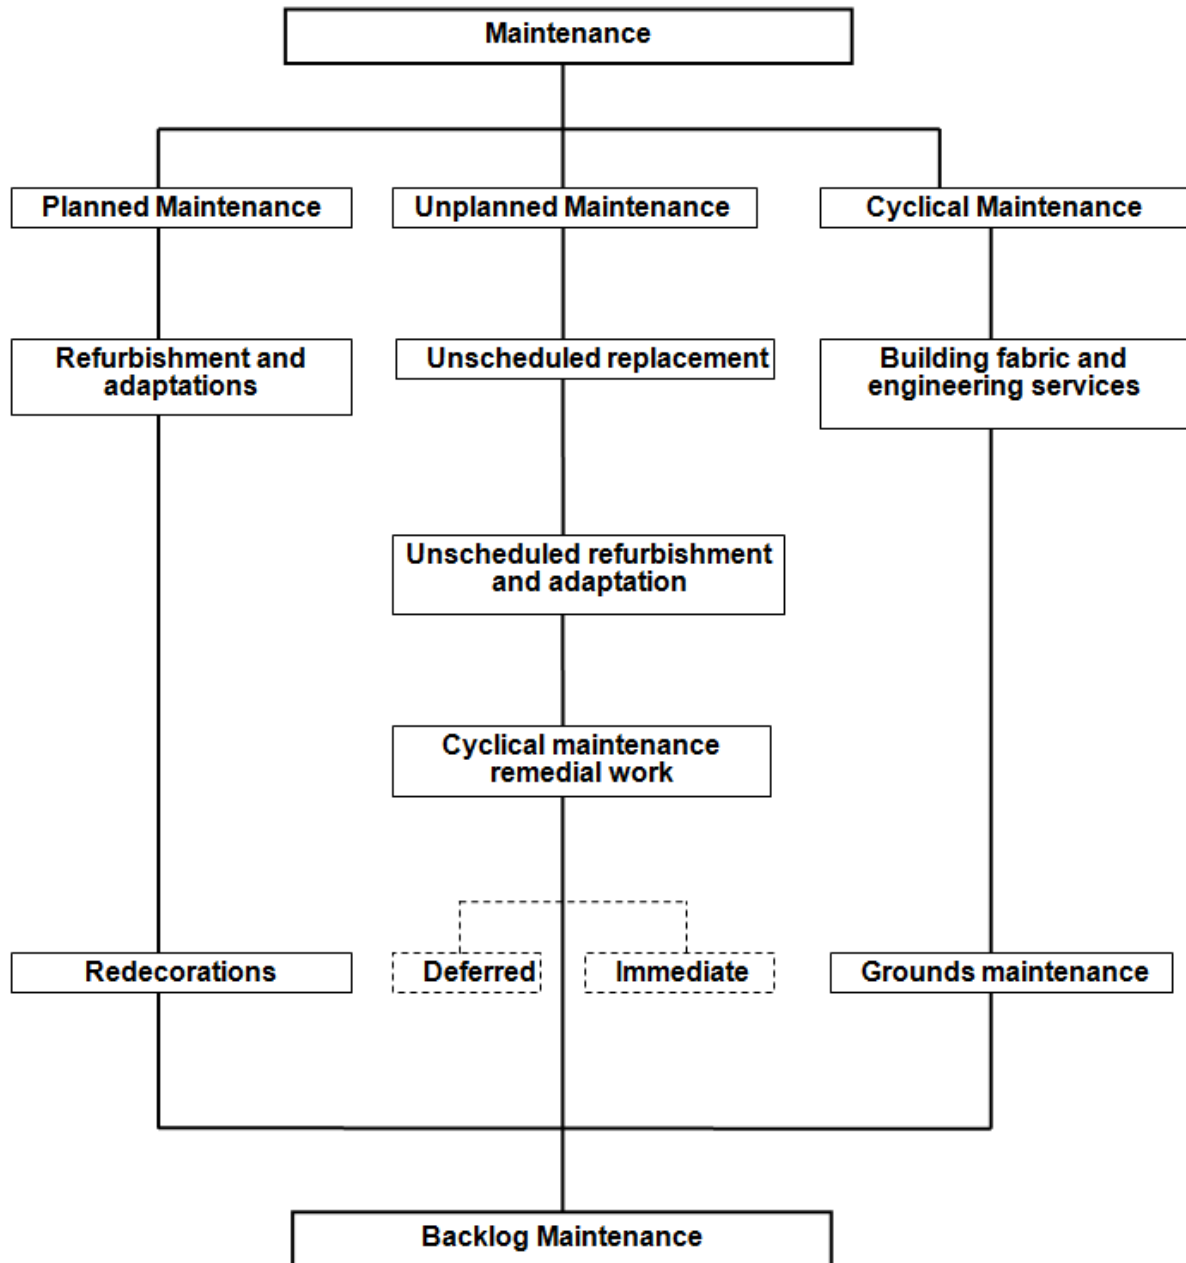 Maintenance
Planned Maintenance
Unplanned Maintenance
Cyclical Maintenance
Refurbishment and
adaptations
Unscheduled replacement
Building fabric and
engineering services
Unscheduled refurbishment
and adaptation
Cyclical maintenance
remedial work
Redecorations
Deferred
Immediate
Grounds maintenance
Backlog Maintenance